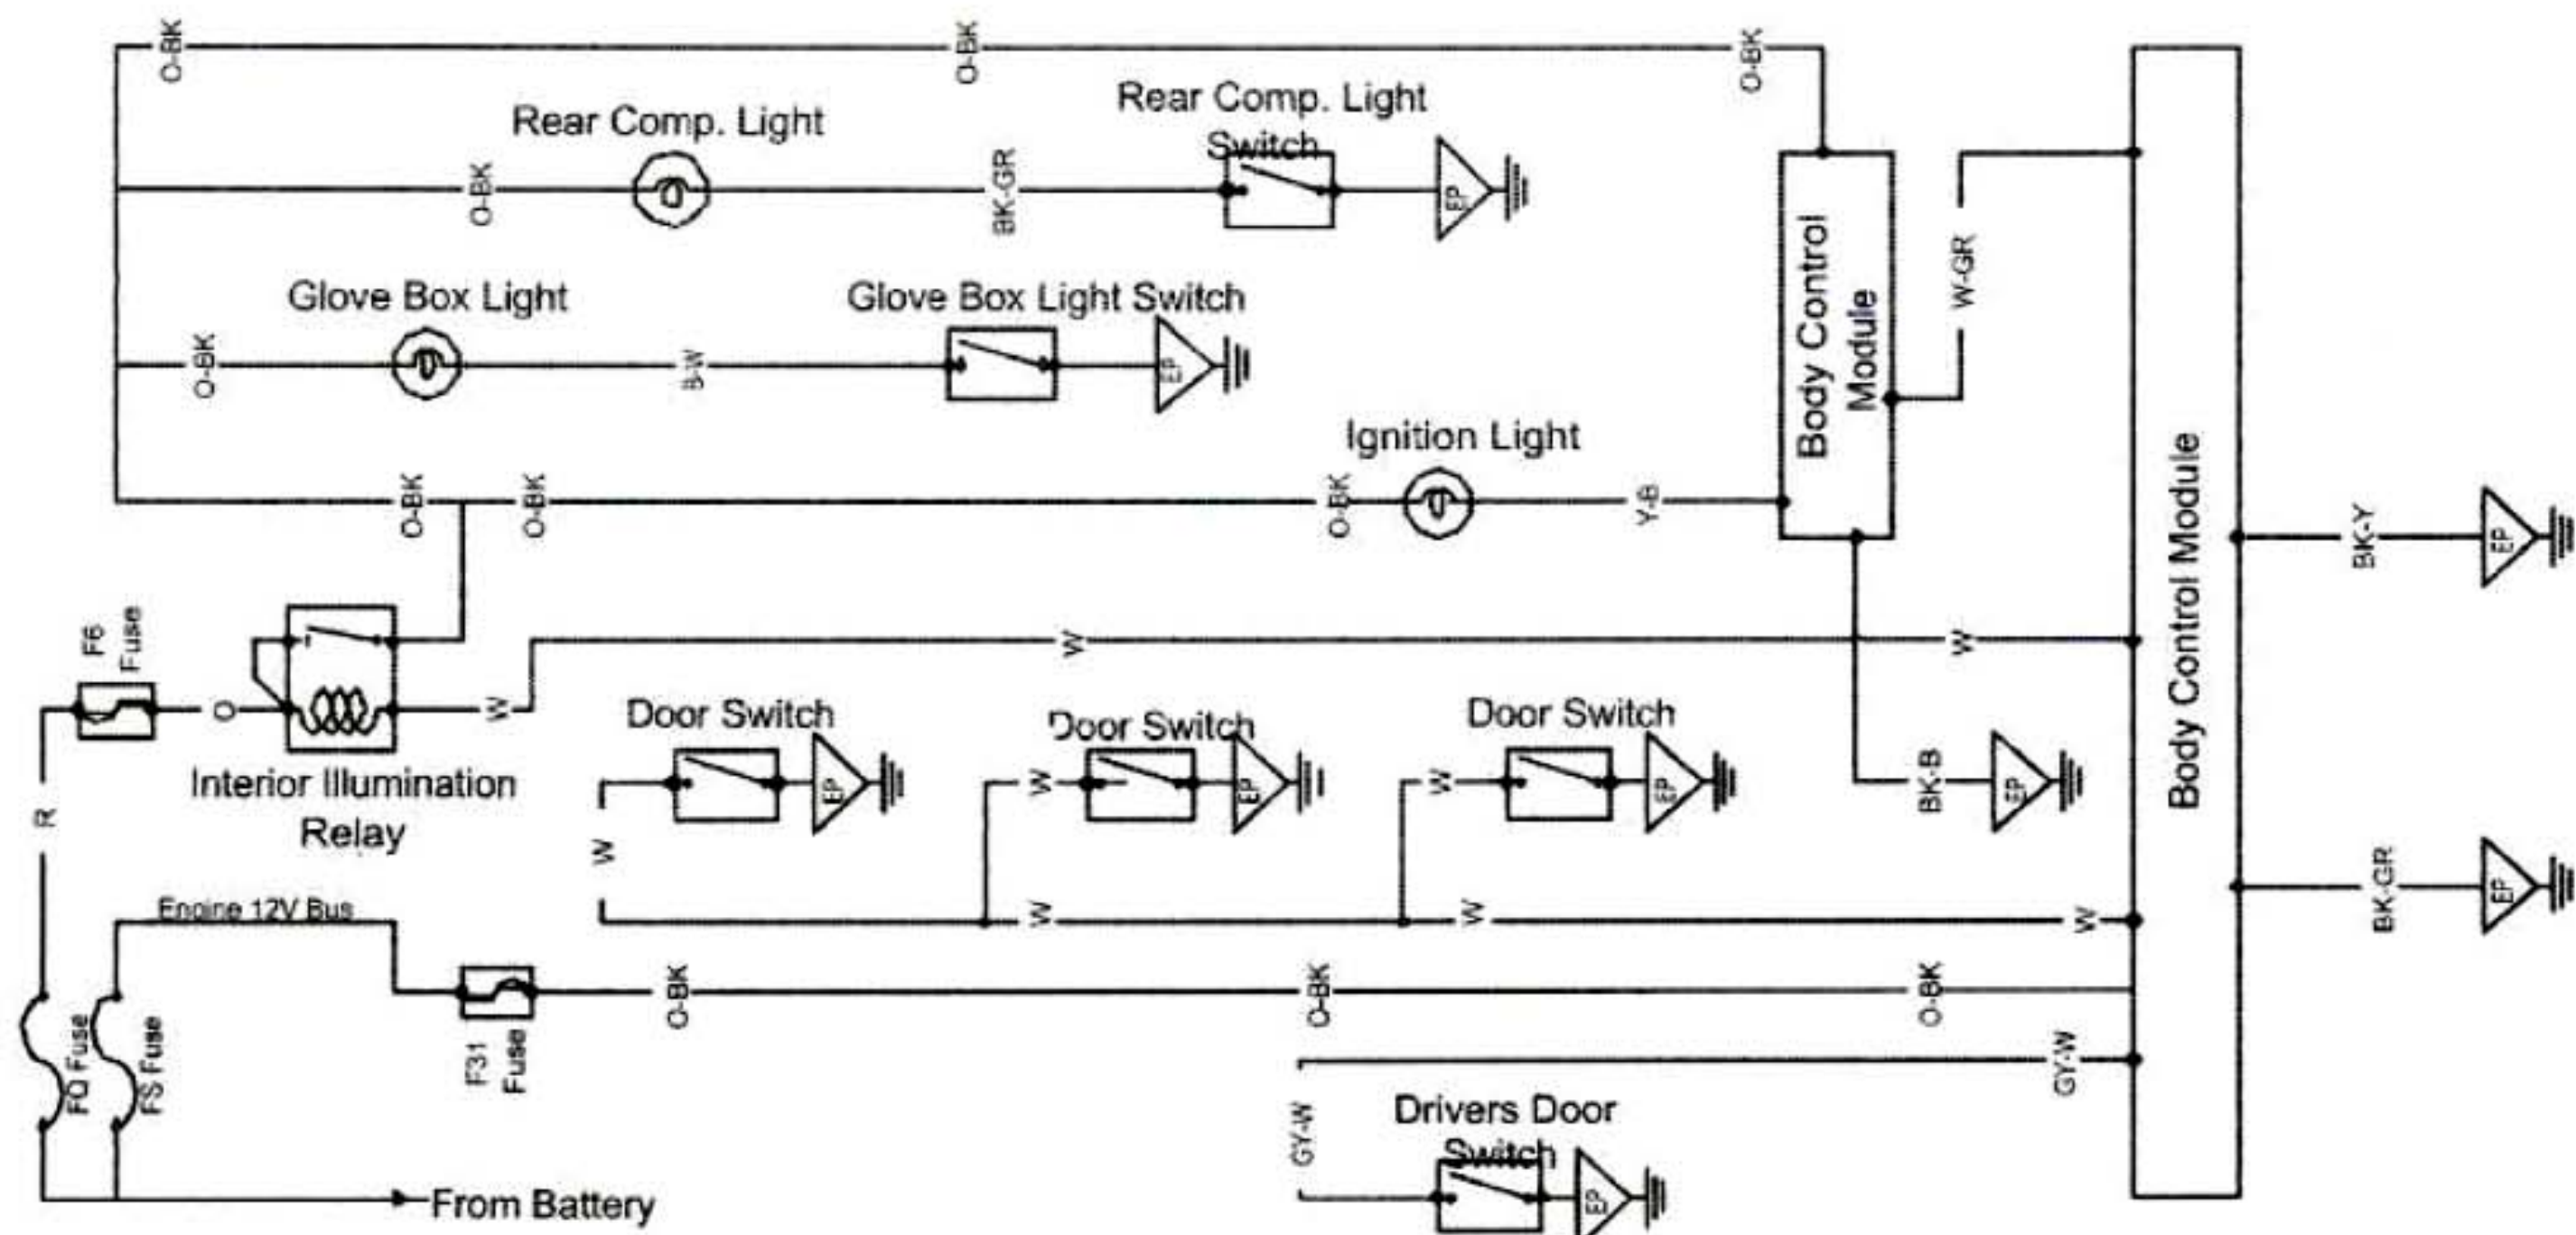 O-BK
O-BK
O-BK
Rear Comp. Light
Rear Comp. Light
Switch
O-BK
BK-GR
EP
Body Control
Module
W-GR
Glove Box Light
Glove Box Light Switch
O-BK
B-W
EP
Ignition Light
O-BK
O-BK
O-BK
Y-B
Body Control Module
BK-Y
EP
F6
Fuse
W
W
O
W
Interior Illumination
Relay
R
Door Switch
Door Switch
Door Switch
EP
W
EP
W
EP
BK-B
EP
W
BK-GR
EP
Engine 12V Bus
W
W
W
FQ Fuse
FS Fuse
F31
Fuse
O-BK
O-BK
O-BK
GY-W
GY-W
Drivers Door
Switch
EP
From Battery